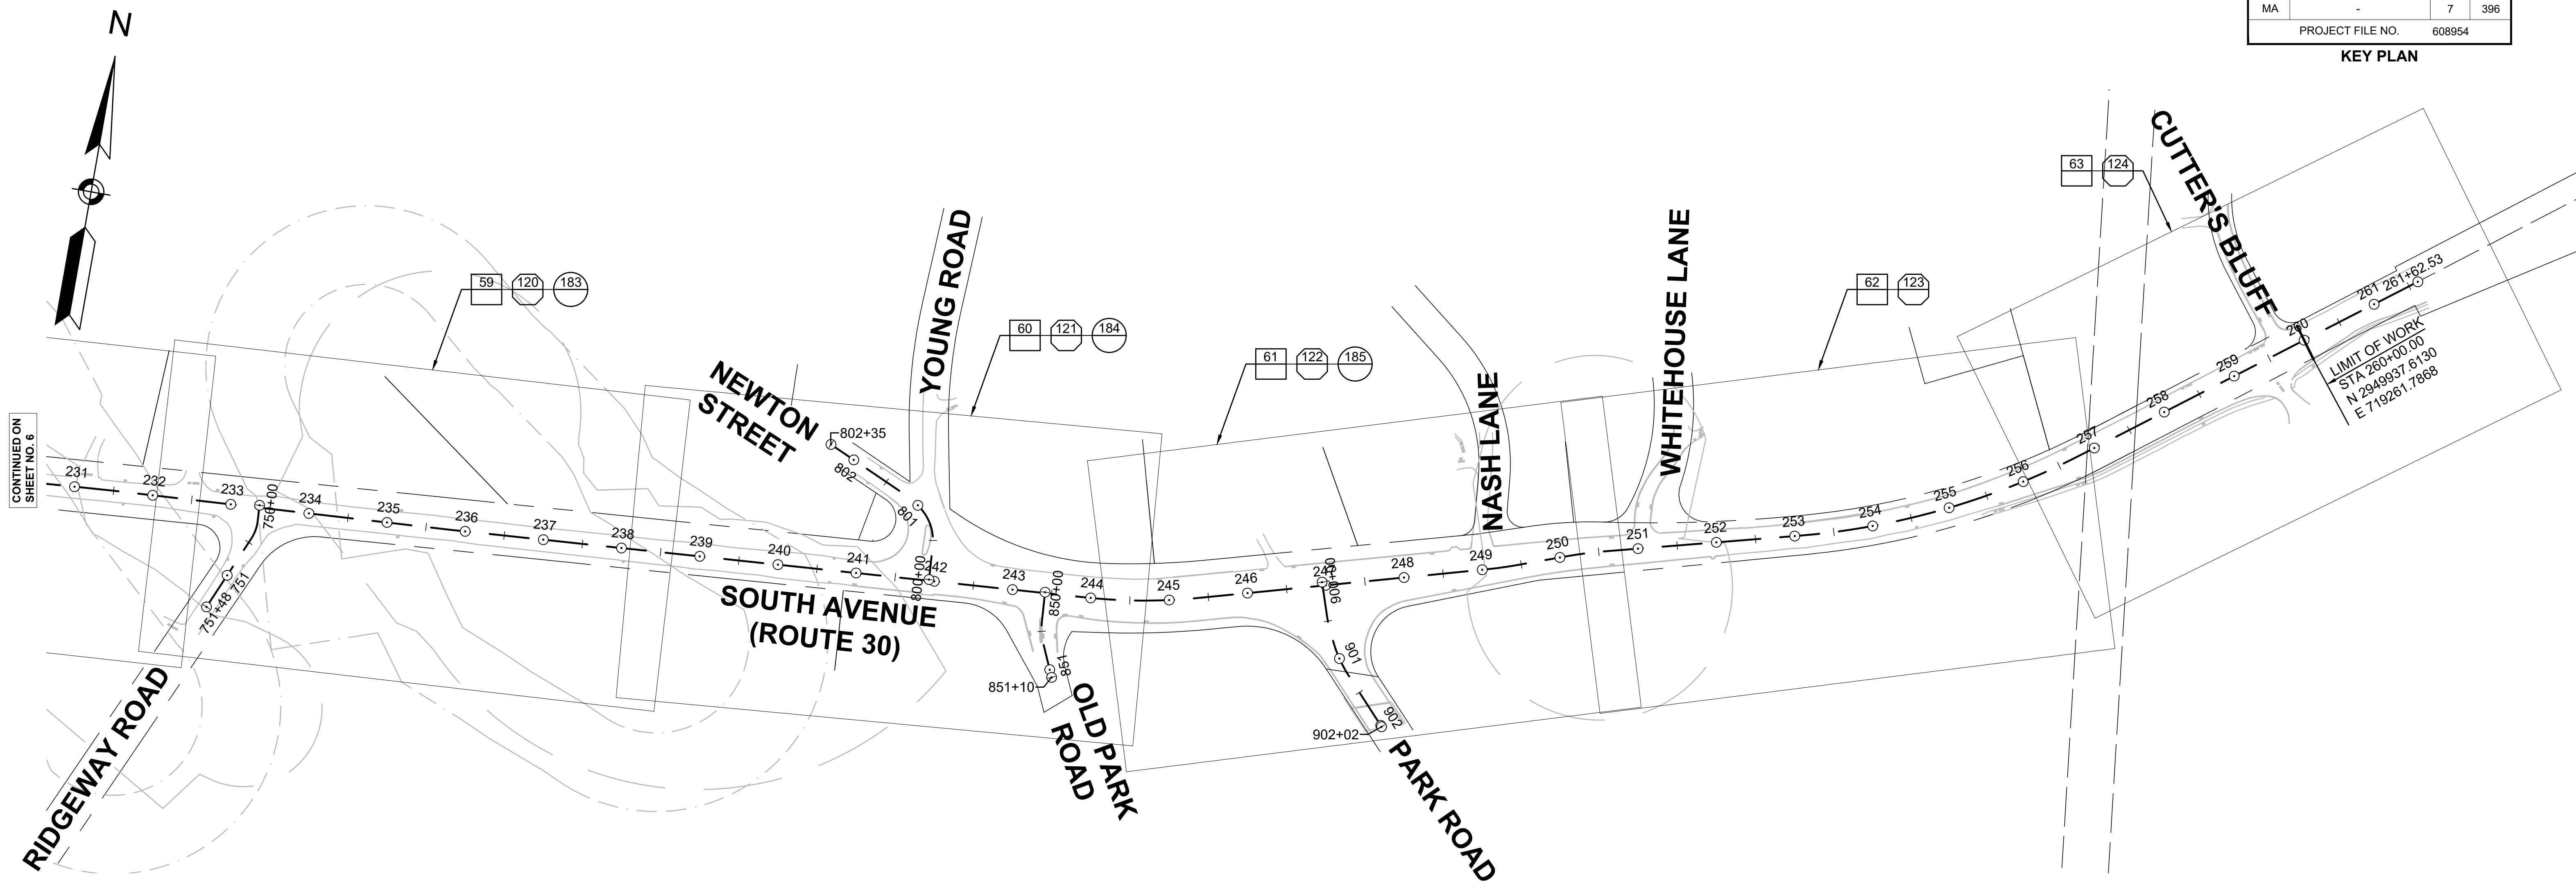 N
MA - 7 396
PROJECT FILE NO. 608954
KEY PLAN
CONTINUED ON
SHEET NO. 6
59 120 183
60 121 184
61 122 185
62 123
63 124
NEWTON
STREET
YOUNG ROAD
NASH LANE
WHITEHOUSE LANE
CUTTER'S BLUFF
802+35
802
801
800+00
231
232
233
750+00
234
235
236
237
238
239
240
241
242
243
850+00
244
245
246
247
900+00
248
249
250
251
252
253
254
255
256
257
258
259
260
261
261+62.53
LIMIT OF WORK
STA 260+00.00
N 2949937.6130
E 719261.7868
751
751+48
SOUTH AVENUE
(ROUTE 30)
851
851+10
901
902
902+02
RIDGEWAY ROAD
OLD PARK
ROAD
PARK ROAD